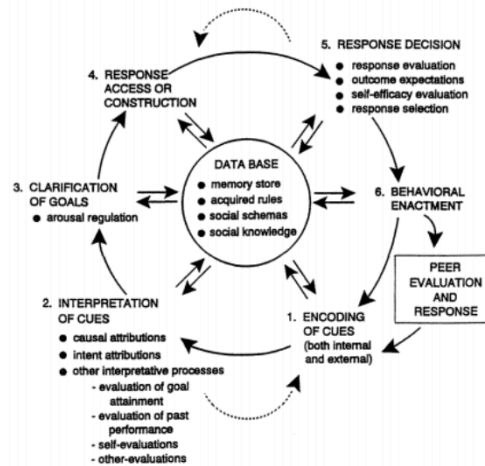 5. RESPONSE DECISION
● response evaluation
● outcome expectations
● self-efficacy evaluation
● response selection
4. RESPONSE
ACCESS OR
CONSTRUCTION
DATA BASE
● memory store
● acquired rules
● social schemas
● social knowledge
3. CLARIFICATION
OF GOALS
● arousal regulation
6. BEHAVIORAL
ENACTMENT
PEER
EVALUATION
AND
RESPONSE
2. INTERPRETATION
OF CUES
● causal attributions
● intent attributions
● other interpretative processes
- evaluation of goal
attainment
- evaluation of past
performance
- self-evaluations
- other-evaluations
1. ENCODING
OF CUES
(both internal
and external)